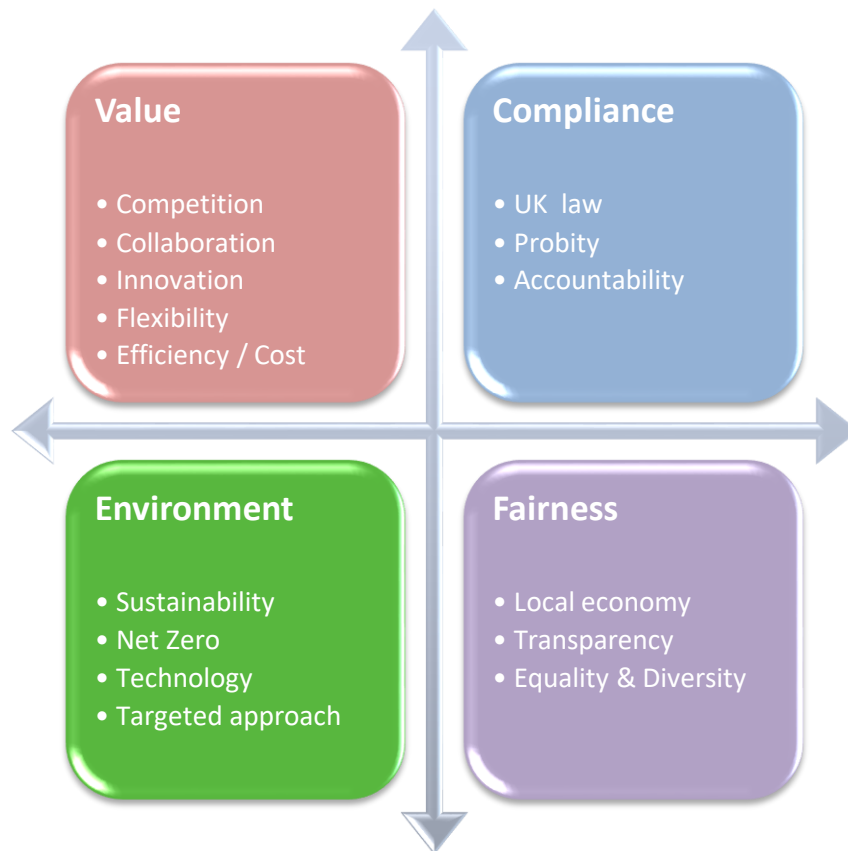 Value
• Competition
• Collaboration
• Innovation
• Flexibility
• Efficiency / Cost
Compliance
• UK  law
• Probity
• Accountability
Environment
• Sustainability
• Net Zero
• Technology
• Targeted approach
Fairness
• Local economy
• Transparency
• Equality & Diversity